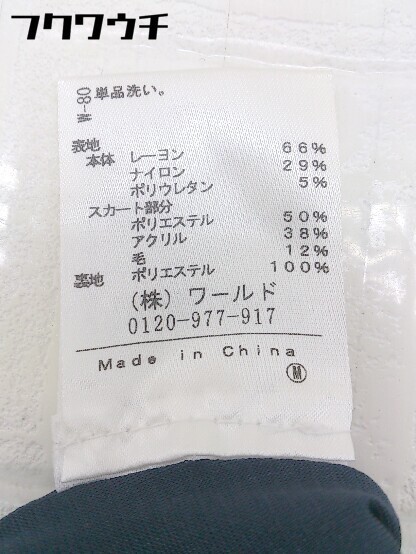 フクワウチ
08-M
単品洗い。
表地
本体 レーヨン 66%
ナイロン 29%
ポリウレタン 5%
スカート部分
ポリエステル 50%
アクリル 38%
毛 12%
裏地 ポリエステル 100%
(株) ワールド
0120-977-917
Made in China
M